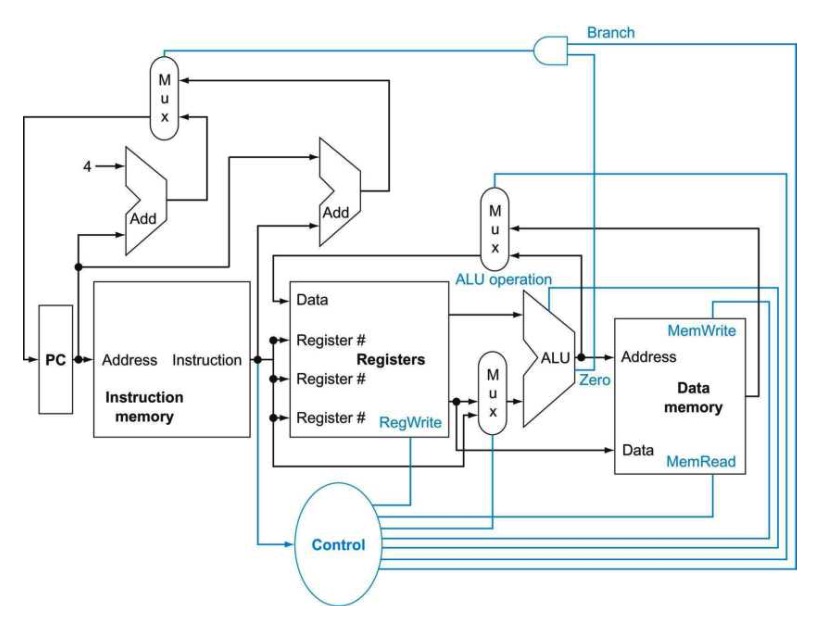 Branch
M
u
x
4
Add
Add
M
u
x
ALU operation
Data
Register #
Registers
Register #
Register #
RegWrite
PC
Address
Instruction
Instruction
memory
M
u
x
ALU
Zero
MemWrite
Address
Data
memory
Data
MemRead
Control